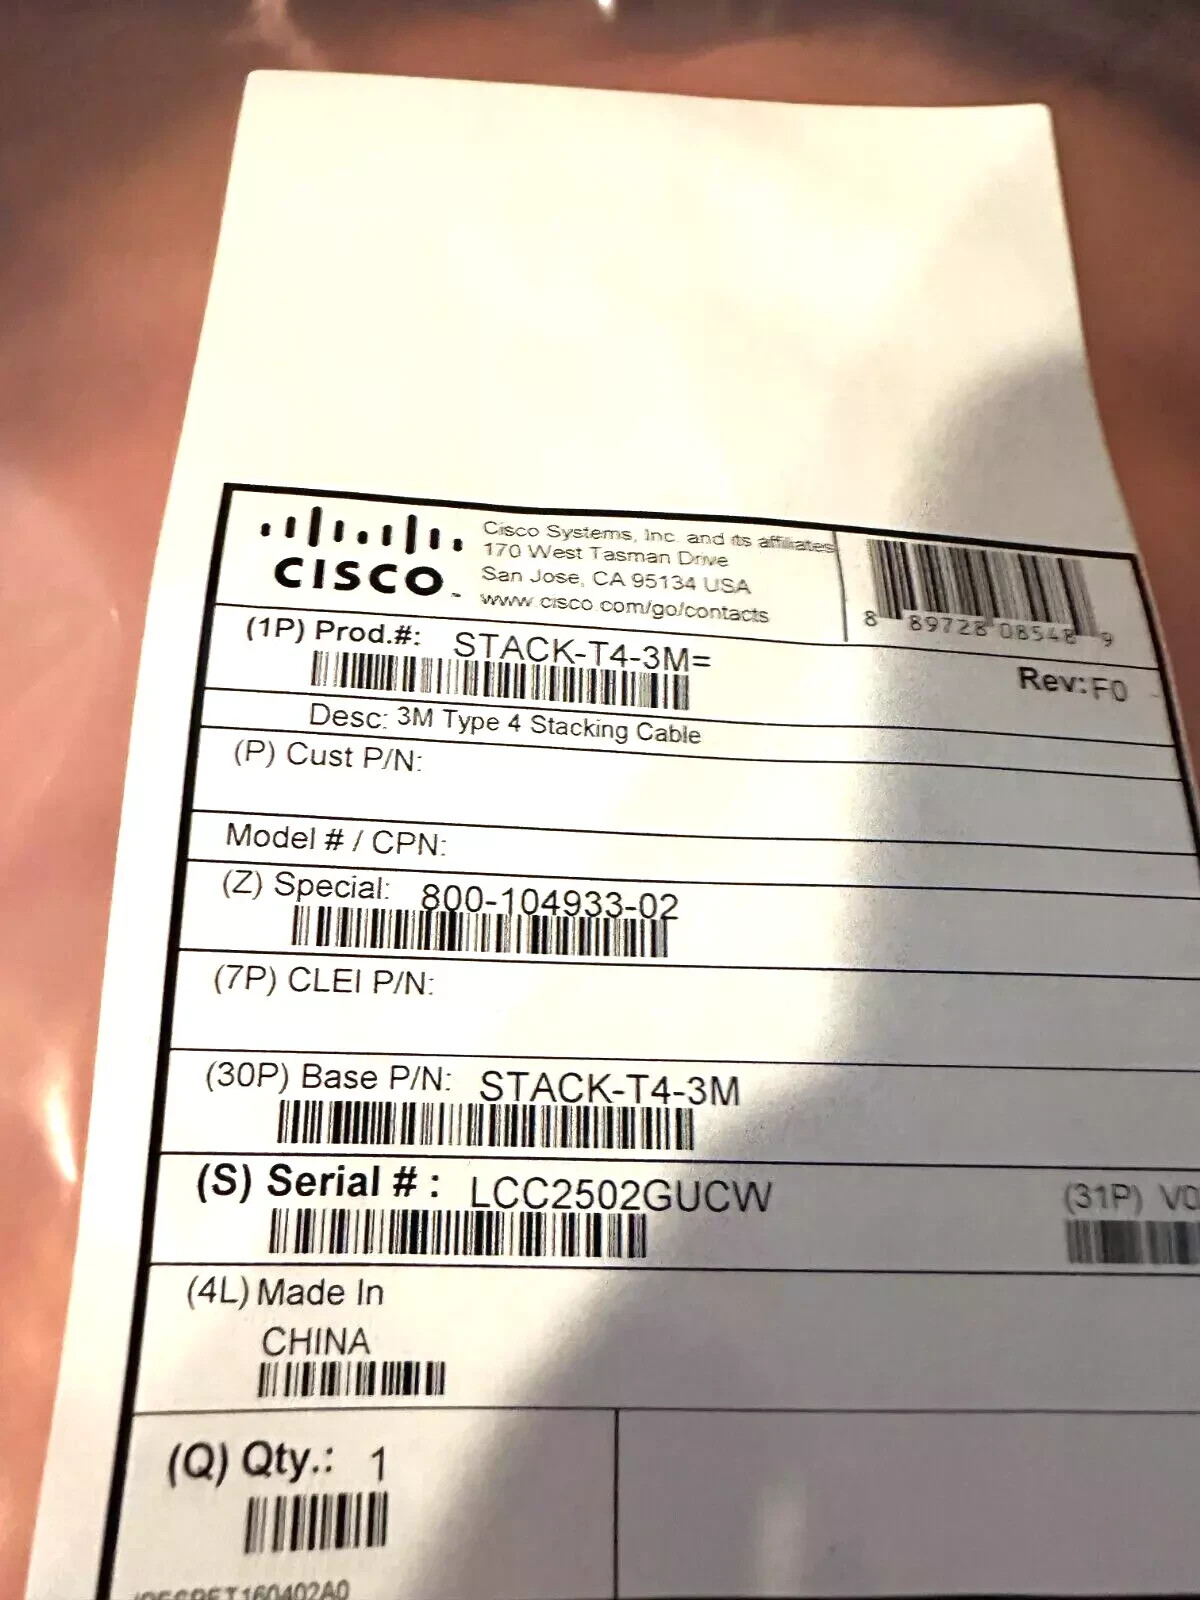 CISCO
Cisco Systems, Inc. and its affiliates
170 West Tasman Drive
San Jose, CA 95134 USA
www.cisco.com/go/contacts
8 89728 08548 9
(1P) Prod.#: STACK-T4-3M=
Rev: F0
Desc: 3M Type 4 Stacking Cable
(P) Cust P/N:
Model # / CPN:
(Z) Special: 800-104933-02
(7P) CLEI P/N:
(30P) Base P/N: STACK-T4-3M
(S) Serial #: LCC2502GUCW
(31P)
(4L) Made In
CHINA
(Q) Qty.: 1